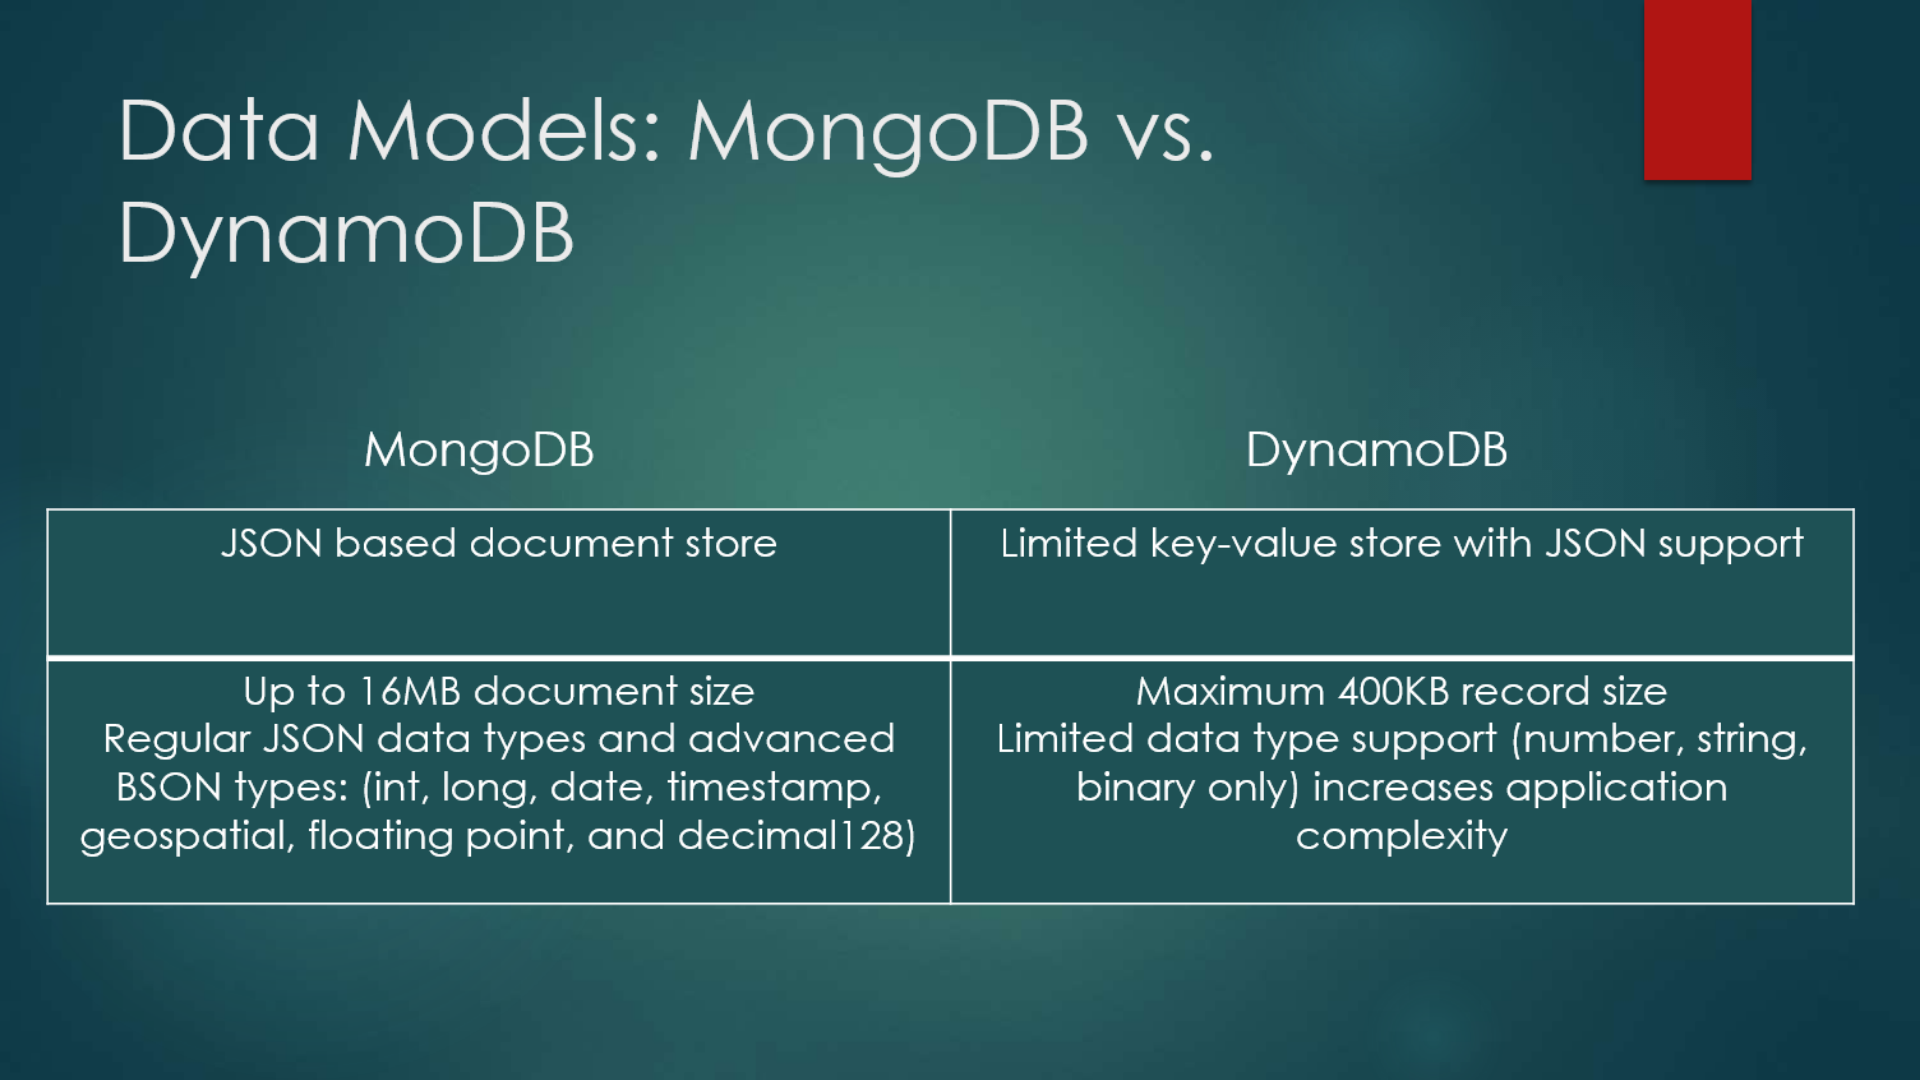 Data Models: MongoDB vs.
DynamoDB
MongoDB
DynamoDB
JSON based document store
Limited key-value store with JSON support
Up to 16MB document size
Regular JSON data types and advanced
BSON types: (int, long, date, timestamp,
geospatial, floating point, and decimal128)
Maximum 400KB record size
Limited data type support (number, string,
binary only) increases application
complexity